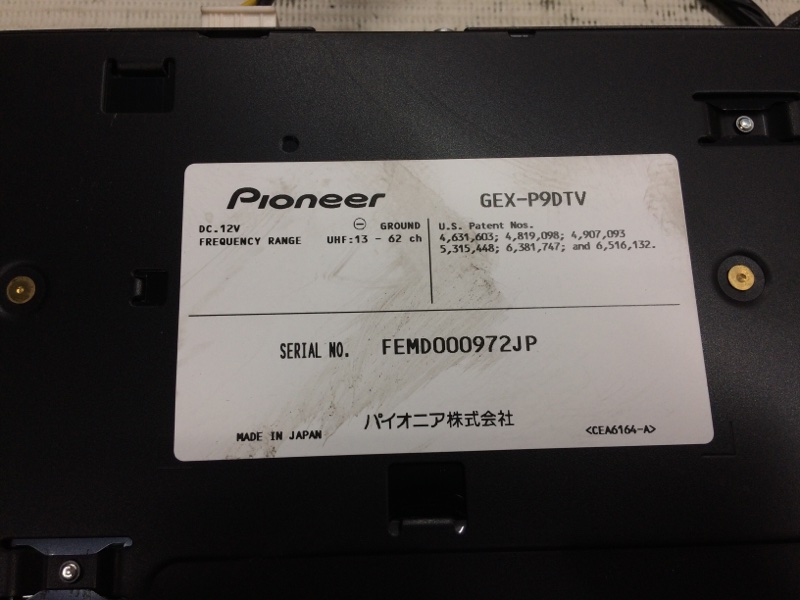 Pioneer
GEX-P9DTV
DC.12V ⊖ GROUND
FREQUENCY RANGE UHF:13 - 62 ch
U.S. Patent Nos.
4,631,603; 4,819,098; 4,907,093
5,315,448; 6,381,747; and 6,516,132.
SERIAL NO. FEMD000972JP
パイオニア株式会社
MADE IN JAPAN
<CEA6164-A>